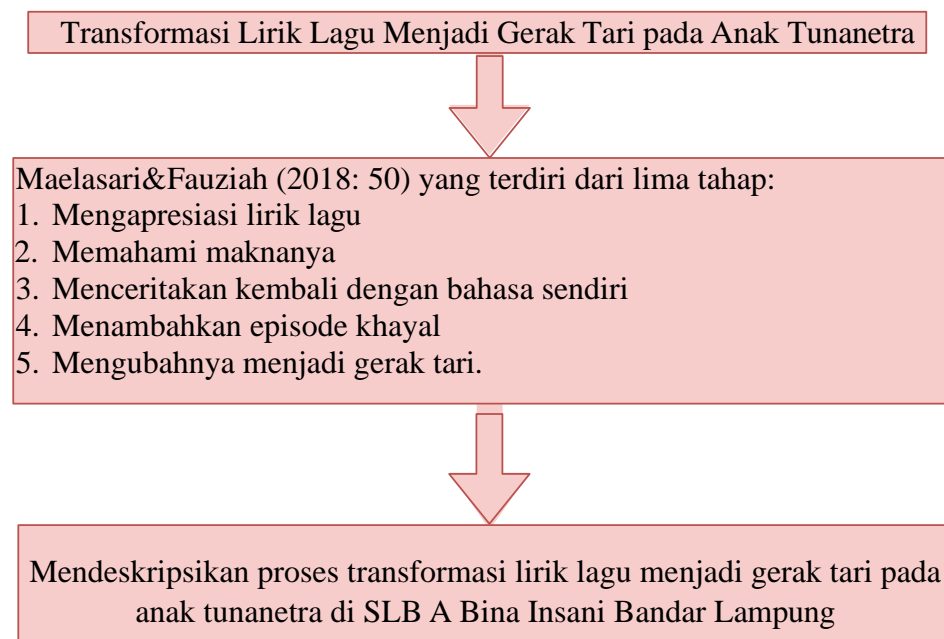 Transformasi Lirik Lagu Menjadi Gerak Tari pada Anak Tunanetra
Maelasari&Fauziah (2018: 50) yang terdiri dari lima tahap:
1. Mengapresiasi lirik lagu
2. Memahami maknanya
3. Menceritakan kembali dengan bahasa sendiri
4. Menambahkan episode khayal
5. Mengubahnya menjadi gerak tari.
Mendeskripsikan proses transformasi lirik lagu menjadi gerak tari pada
anak tunanetra di SLB A Bina Insani Bandar Lampung